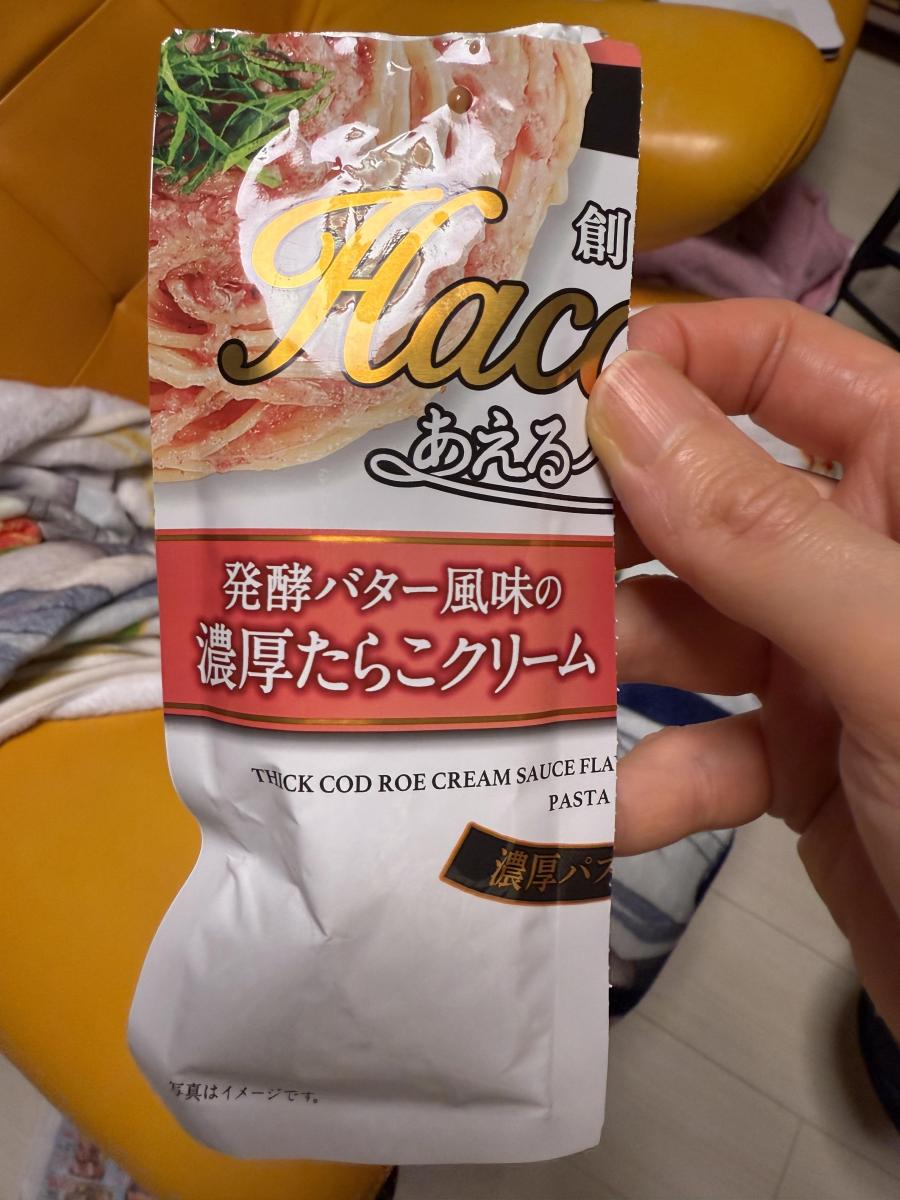 創
Hacc
あえる
発酵バター風味の
濃厚たらこクリーム
THICK COD ROE CREAM SAUCE FLA
PASTA
濃厚パス
写真はイメージです。